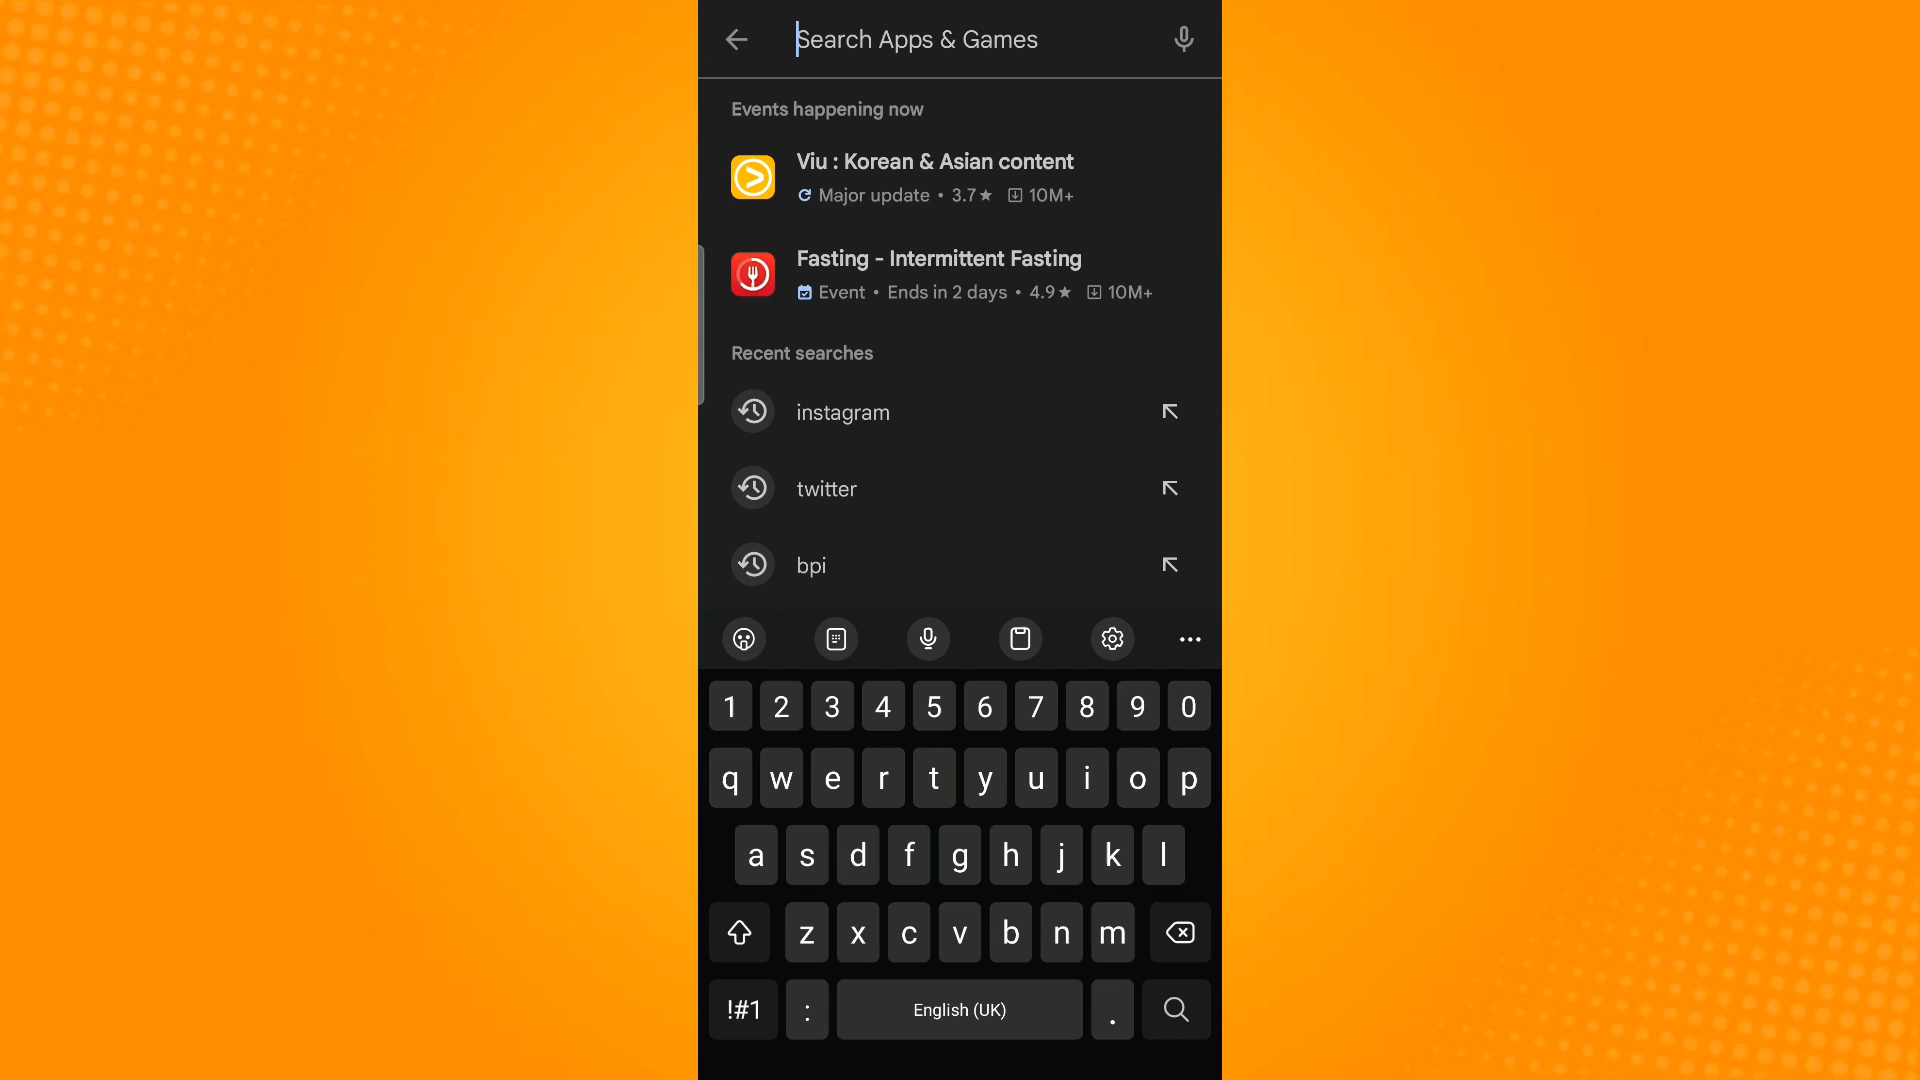 Search Apps & Games
Events happening now
Viu : Korean & Asian content
Major update • 3.7★ 10M+
Fasting - Intermittent Fasting
Event • Ends in 2 days • 4.9★ 10M+
Recent searches
instagram
twitter
bpi
1 2 3 4 5 6 7 8 9 0
q w e r t y u i o p
a s d f g h j k l
z x c v b n m
!#1 : English (UK) .